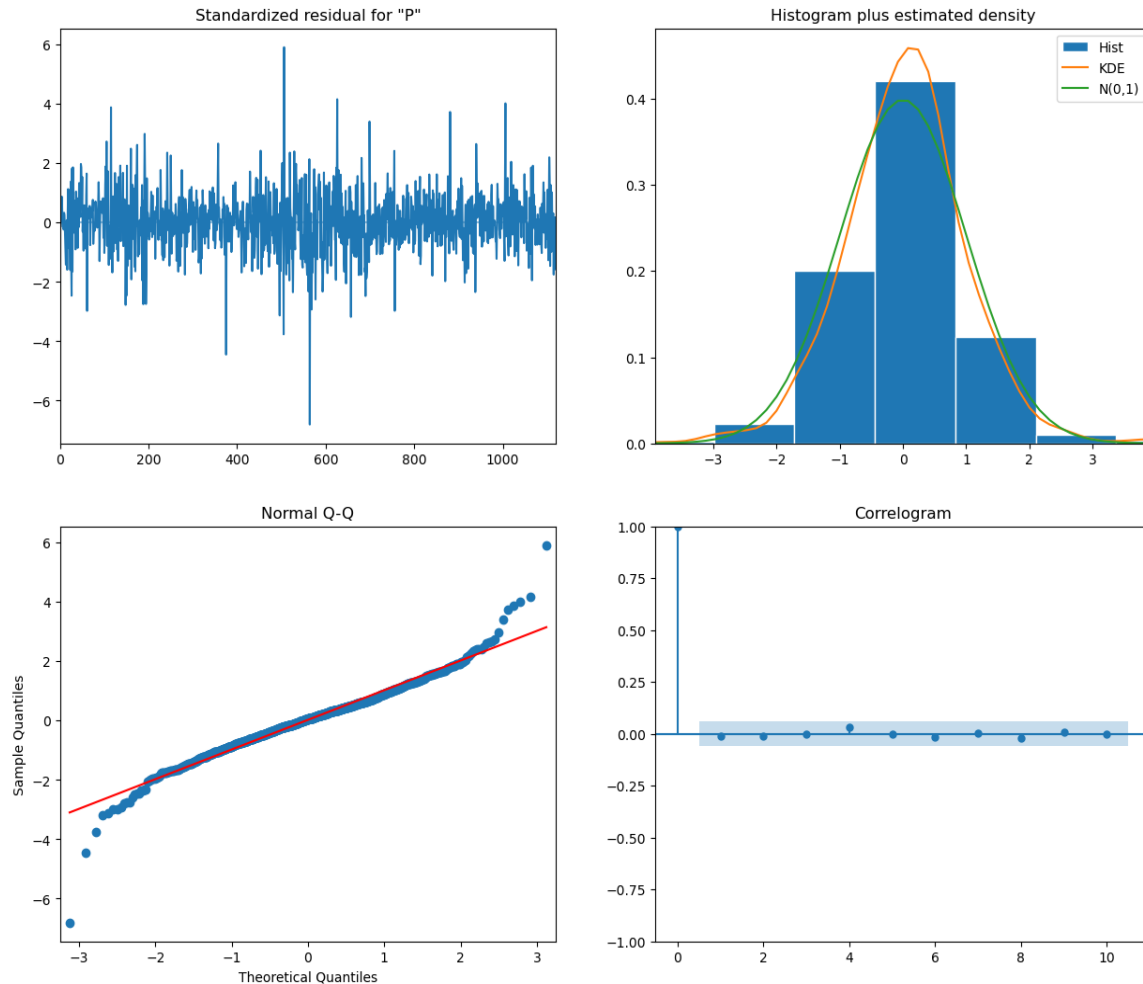 Standardized residual for "P"
6
4
2
0
−2
−4
−6
0 200 400 600 800 1000
Histogram plus estimated density
Hist
KDE
N(0,1)
0.4
0.3
0.2
0.1
0.0
−3 −2 −1 0 1 2 3
Normal Q-Q
Sample Quantiles
6
4
2
0
−2
−4
−6
−3 −2 −1 0 1 2 3
Theoretical Quantiles
Correlogram
1.00
0.75
0.50
0.25
0.00
−0.25
−0.50
−0.75
−1.00
0 2 4 6 8 10